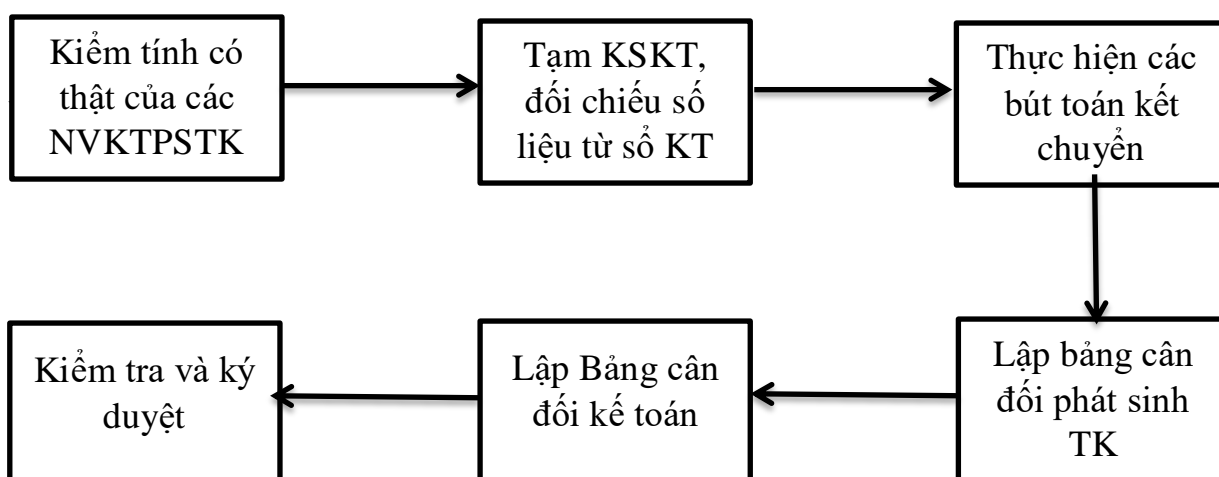 Kiểm tính có
thật của các
NVKTPSTK
Tạm KSKT,
đối chiếu số
liệu từ sổ KT
Thực hiện các
bút toán kết
chuyển
Lập bảng cân
đối phát sinh
TK
Lập Bảng cân
đối kế toán
Kiểm tra và ký
duyệt